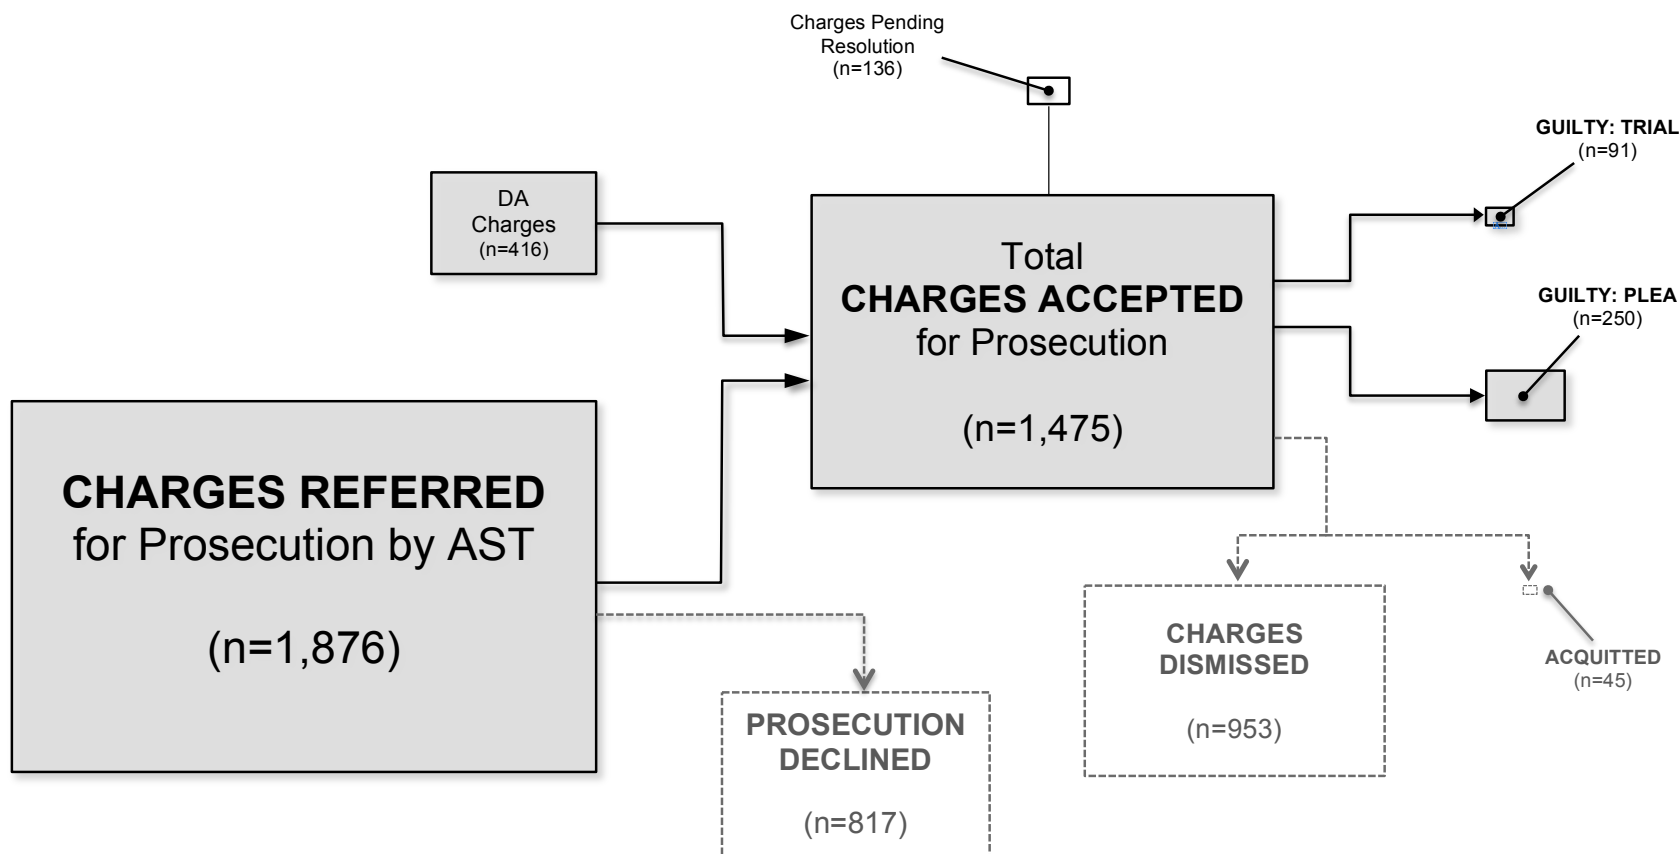 Charges Pending
Resolution
(n=136)
GUILTY: TRIAL
(n=91)
DA
Charges
(n=416)
Total
CHARGES ACCEPTED
for Prosecution
(n=1,475)
GUILTY: PLEA
(n=250)
CHARGES REFERRED
for Prosecution by AST
(n=1,876)
CHARGES
DISMISSED
(n=953)
ACQUITTED
(n=45)
PROSECUTION
DECLINED
(n=817)